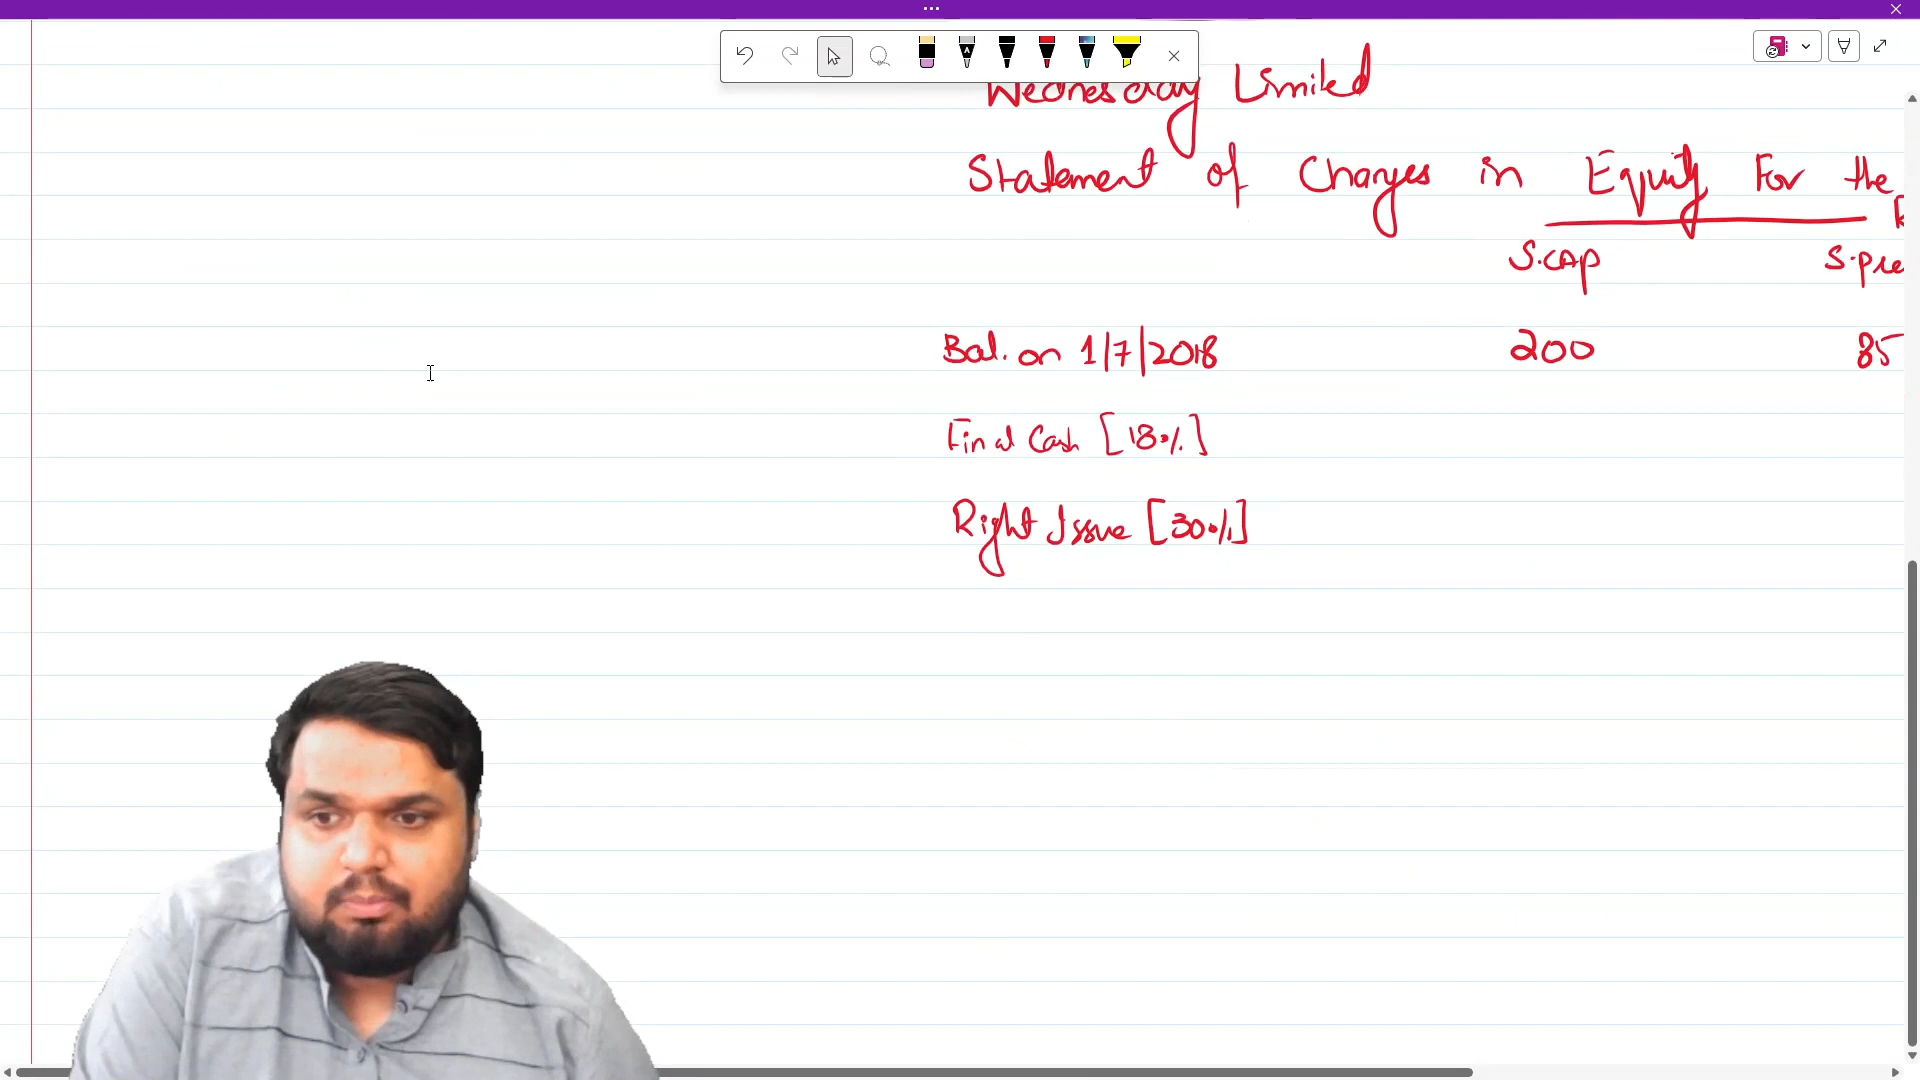 Wednesday Limited
Statement of Changes in Equity For the
S.CAP S.pre
Bal. on 1/7/2018 200 85
Final Cash [18%]
Right Issue [30%]